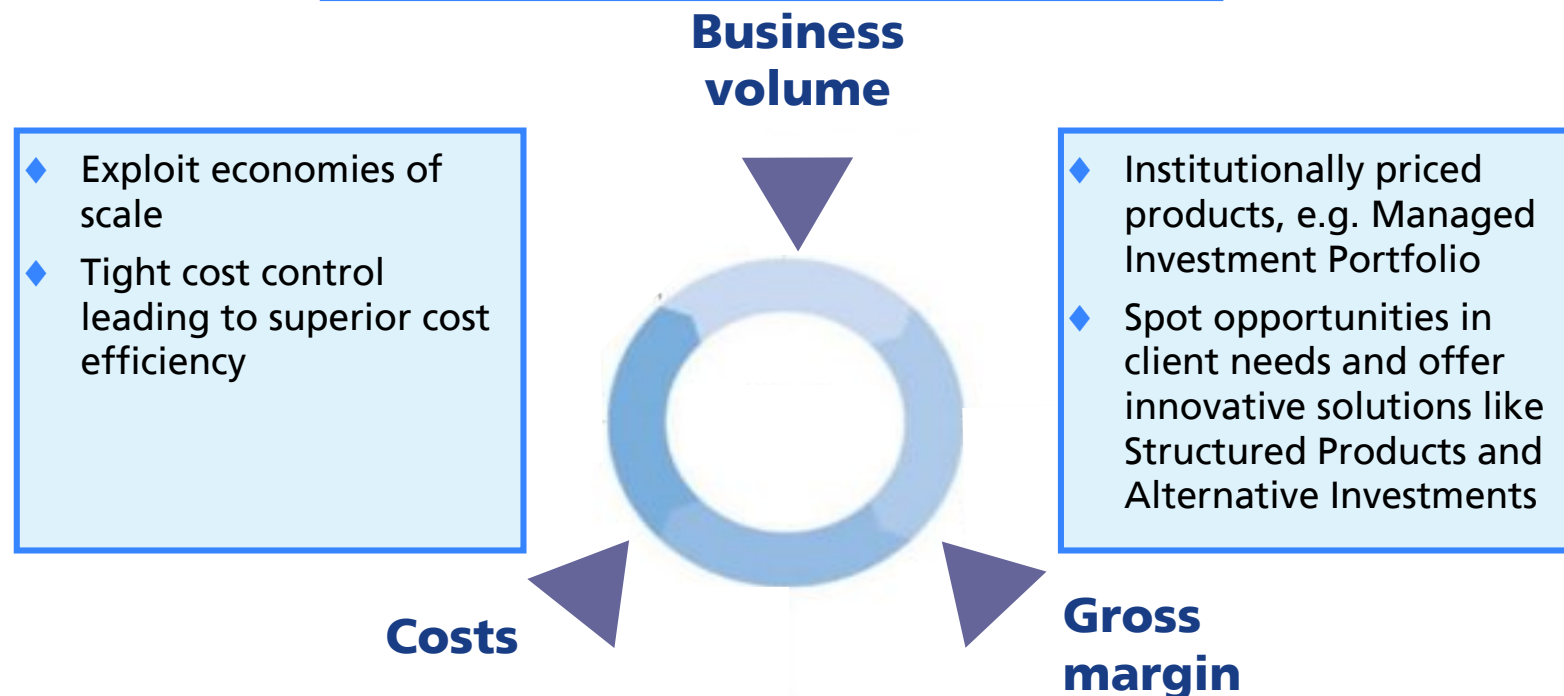 Business
volume
Exploit economies of
scale
Tight cost control
leading to superior cost
efficiency
Institutionally priced
products, e.g. Managed
Investment Portfolio
Spot opportunities in
client needs and offer
innovative solutions like
Structured Products and
Alternative Investments
Costs
Gross
margin